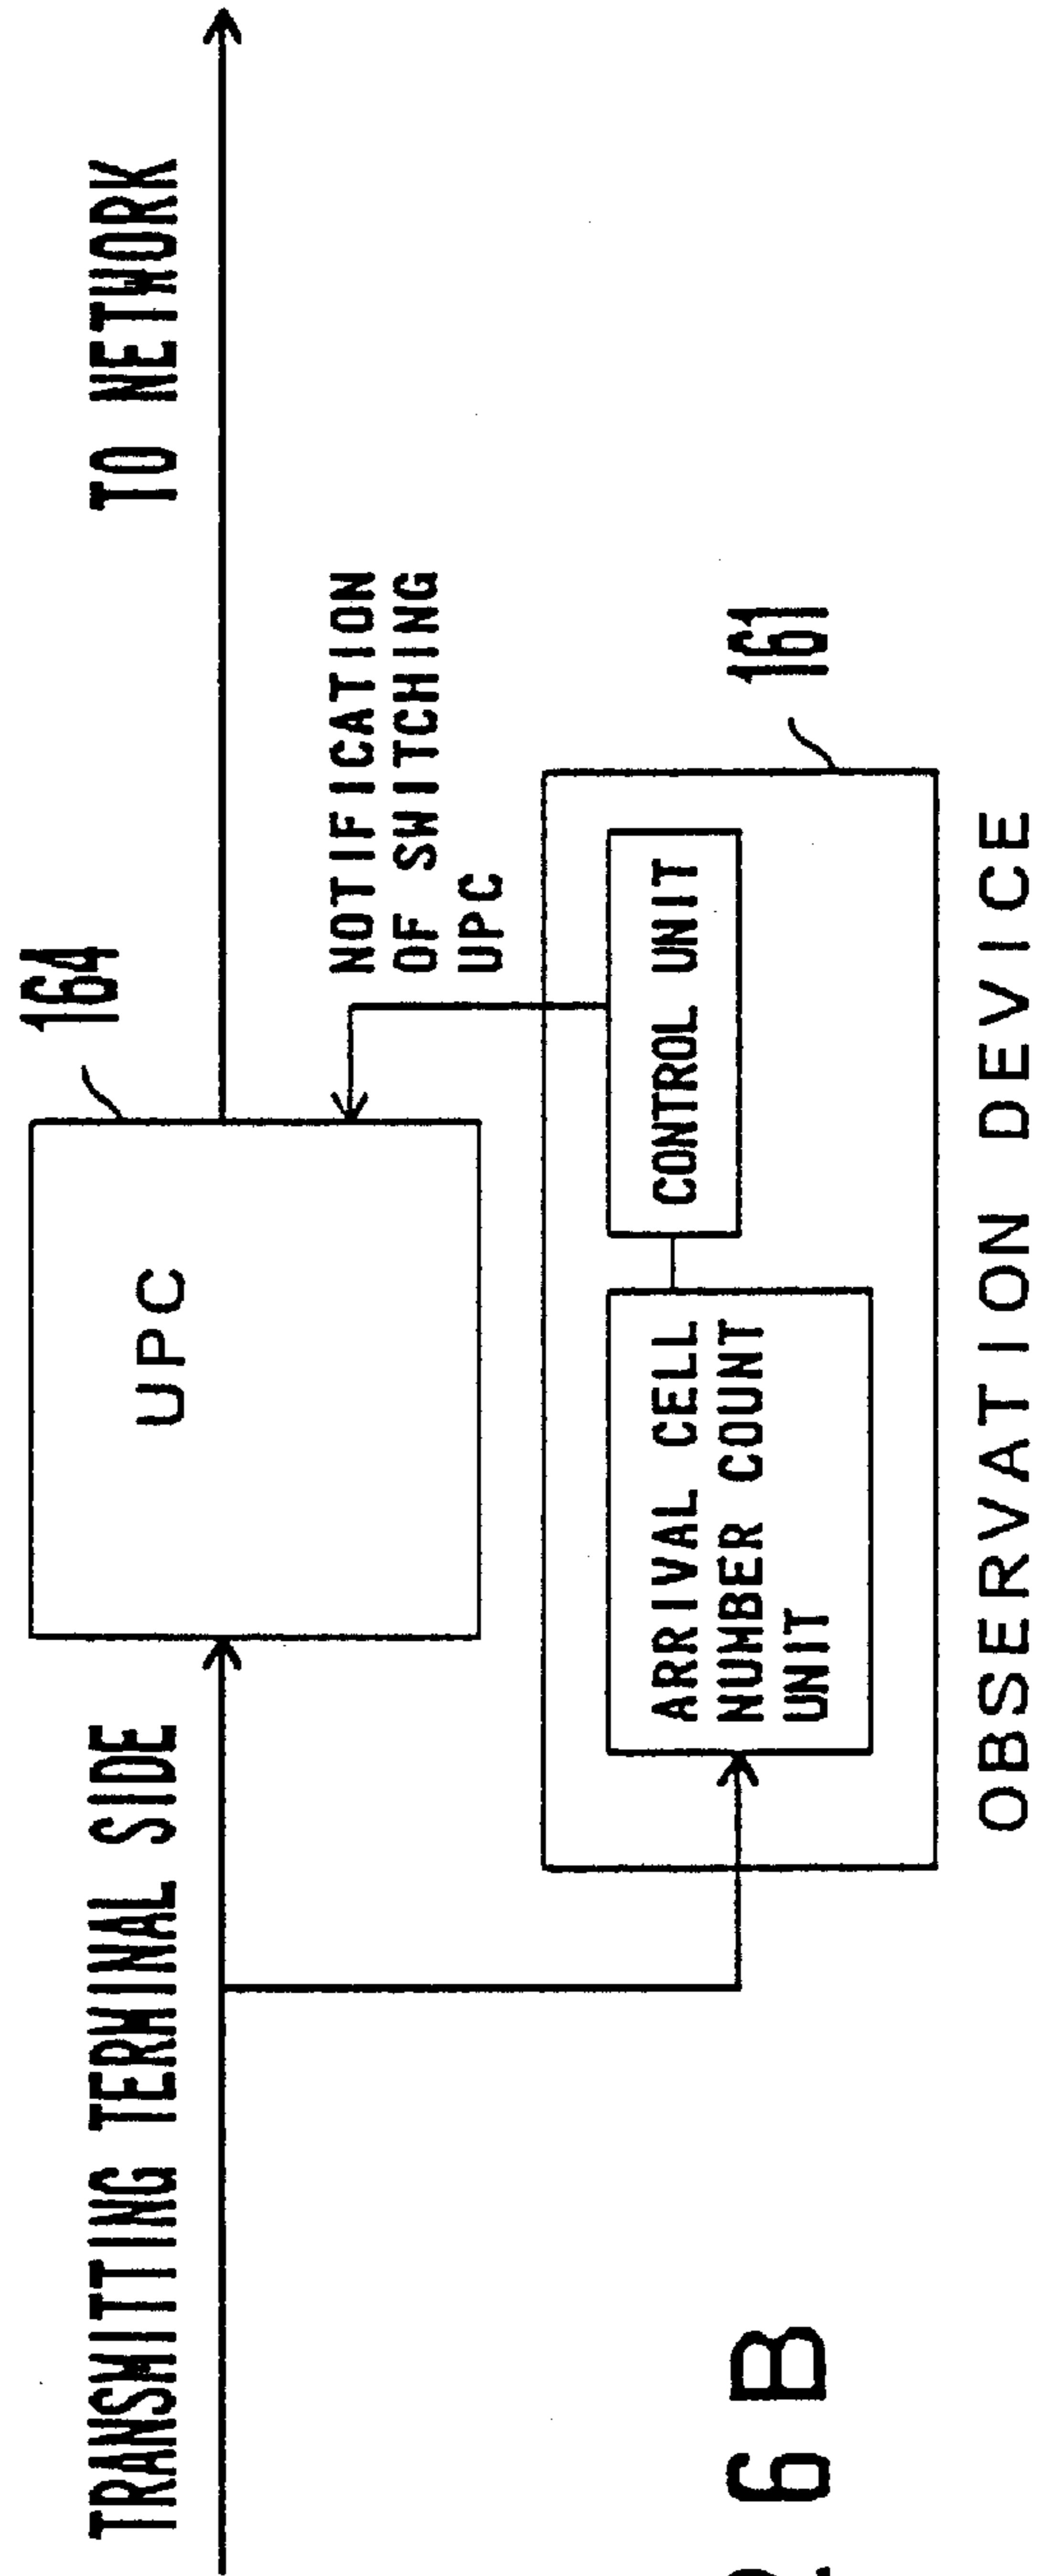 TRANSMITTING TERMINAL SIDE
TO NETWORK
164
UPC
NOTIFICATION
OF SWITCHING
UPC
161
ARRIVAL CELL
NUMBER COUNT
UNIT
CONTROL UNIT
OBSERVATION DEVICE
6B